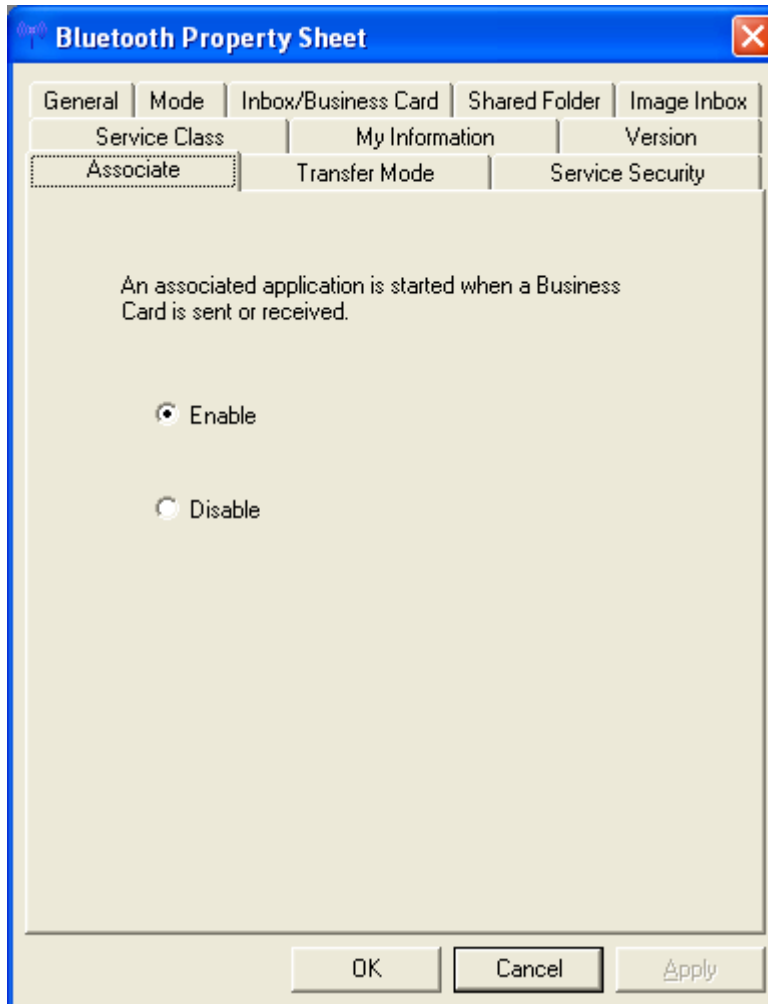 Bluetooth Property Sheet
General Mode Inbox/Business Card Shared Folder Image Inbox
Service Class My Information Version
Associate Transfer Mode Service Security
An associated application is started when a Business
Card is sent or received.
Enable
Disable
OK Cancel Apply